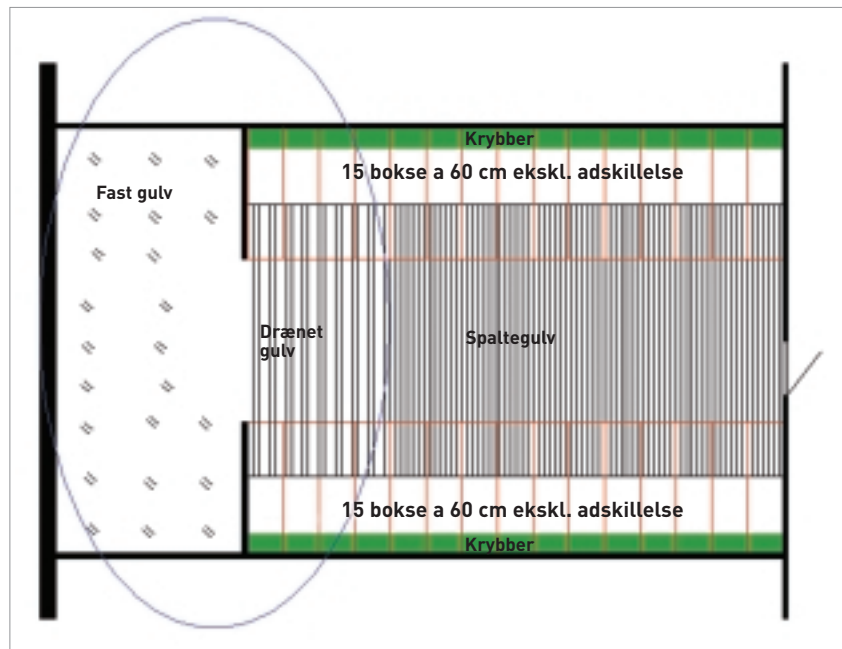 Krybber
15 bokse a 60 cm ekskl. adskillelse
Fast gulv
Drænet
gulv
Spaltegulv
15 bokse a 60 cm ekskl. adskillelse
Krybber